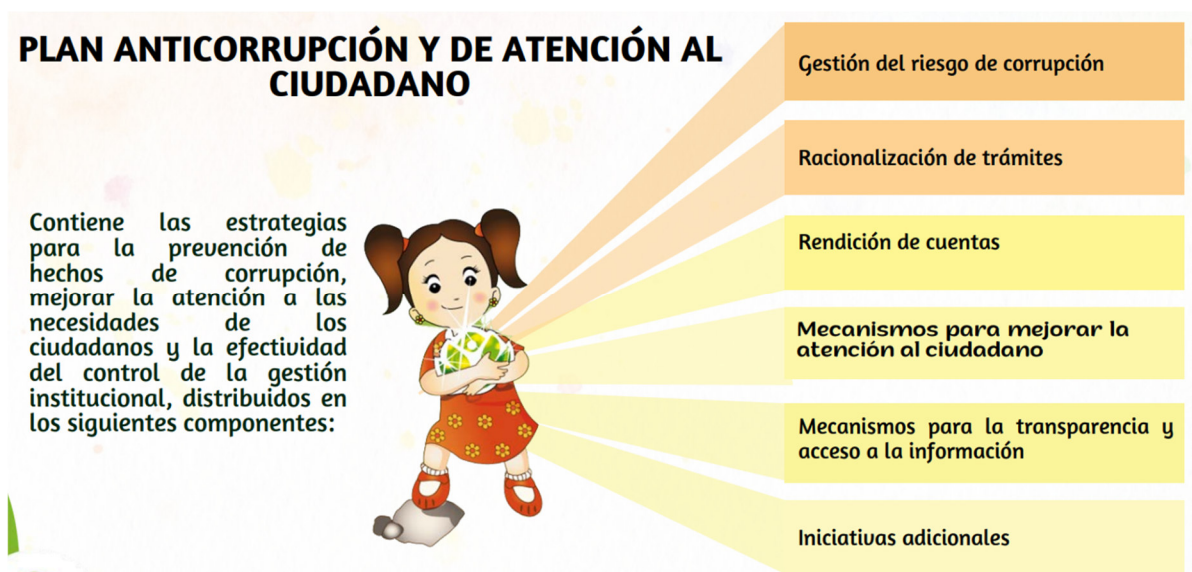 PLAN ANTICORRUPCIÓN Y DE ATENCIÓN AL
CIUDADANO
Contiene las estrategias
para la prevención de
hechos de corrupción,
mejorar la atención a las
necesidades de los
ciudadanos y la efectividad
del control de la gestión
institucional, distribuidos en
los siguientes componentes:
Gestión del riesgo de corrupción
Racionalización de trámites
Rendición de cuentas
Mecanismos para mejorar la
atención al ciudadano
Mecanismos para la transparencia y
acceso a la información
Iniciativas adicionales